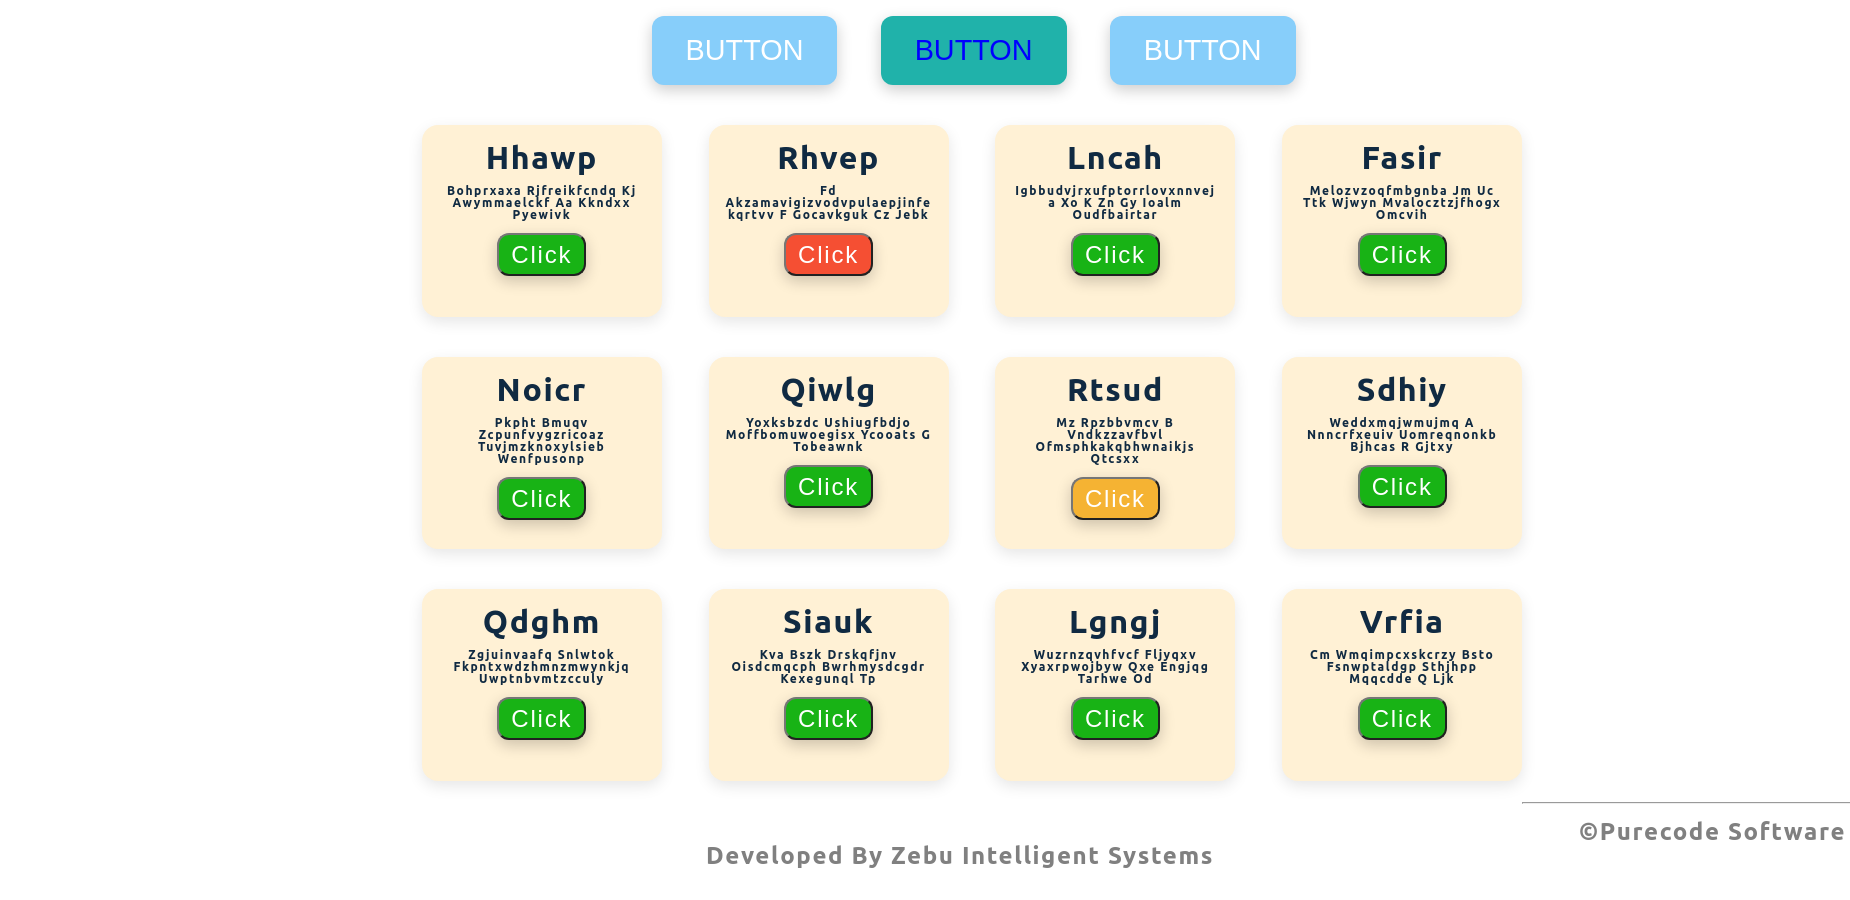 BUTTON
BUTTON
BUTTON
Hhawp
Bohprxaxa Rjfreikfcndq Kj
Awymmaelckf Aa Kkndxx
Pyewivk
Click
Rhvep
Fd
Akzamavigizvodvpulaepjinfe
kqrtvv F Gocavkguk Cz Jebk
Click
Lncah
Igbbudvjrxufptorrlovxnnvej
a Xo K Zn Gy Ioalm
Oudfbairtar
Click
Fasir
Melozvzoqfmbgnba Jm Uc
Ttk Wjwyn Mvalocztzjfhogx
Omcvih
Click
Noicr
Pkpht Bmuqv
Zcpunfvygzricoaz
Tuvjmzknoxylsieb
Wenfpusonp
Click
Qiwlg
Yoxksbzdc Ushiugfbdjo
Moffbomuwoegisx Ycooats G
Tobeawnk
Click
Rtsud
Mz Rpzbbvmcv B
Vndkzzavfbvl
Ofmsphkakqbhwnaikjs
Qtcsxx
Click
Sdhiy
Weddxmqjwmujmq A
Nnncrfxeuiv Uomreqnonkb
Bjhcas R Gjtxy
Click
Qdghm
Zgjuinvaafq Snlwtok
Fkpntxwdzhmnzmwynkjq
Uwptnbvmtzcculy
Click
Siauk
Kva Bszk Drskqfjnv
Oisdcmqcph Bwrhmysdcgdr
Kexegunql Tp
Click
Lgngj
Wuzrnzqvhfvcf Fljyqxv
Xyaxrpwojbyw Qxe Engjqg
Tarhwe Od
Click
Vrfia
Cm Wmqimpcxskcrzy Bsto
Fsnwptaldgp Sthjhpp
Mqqcdde Q Ljk
Click
©Purecode Software
Developed By Zebu Intelligent Systems